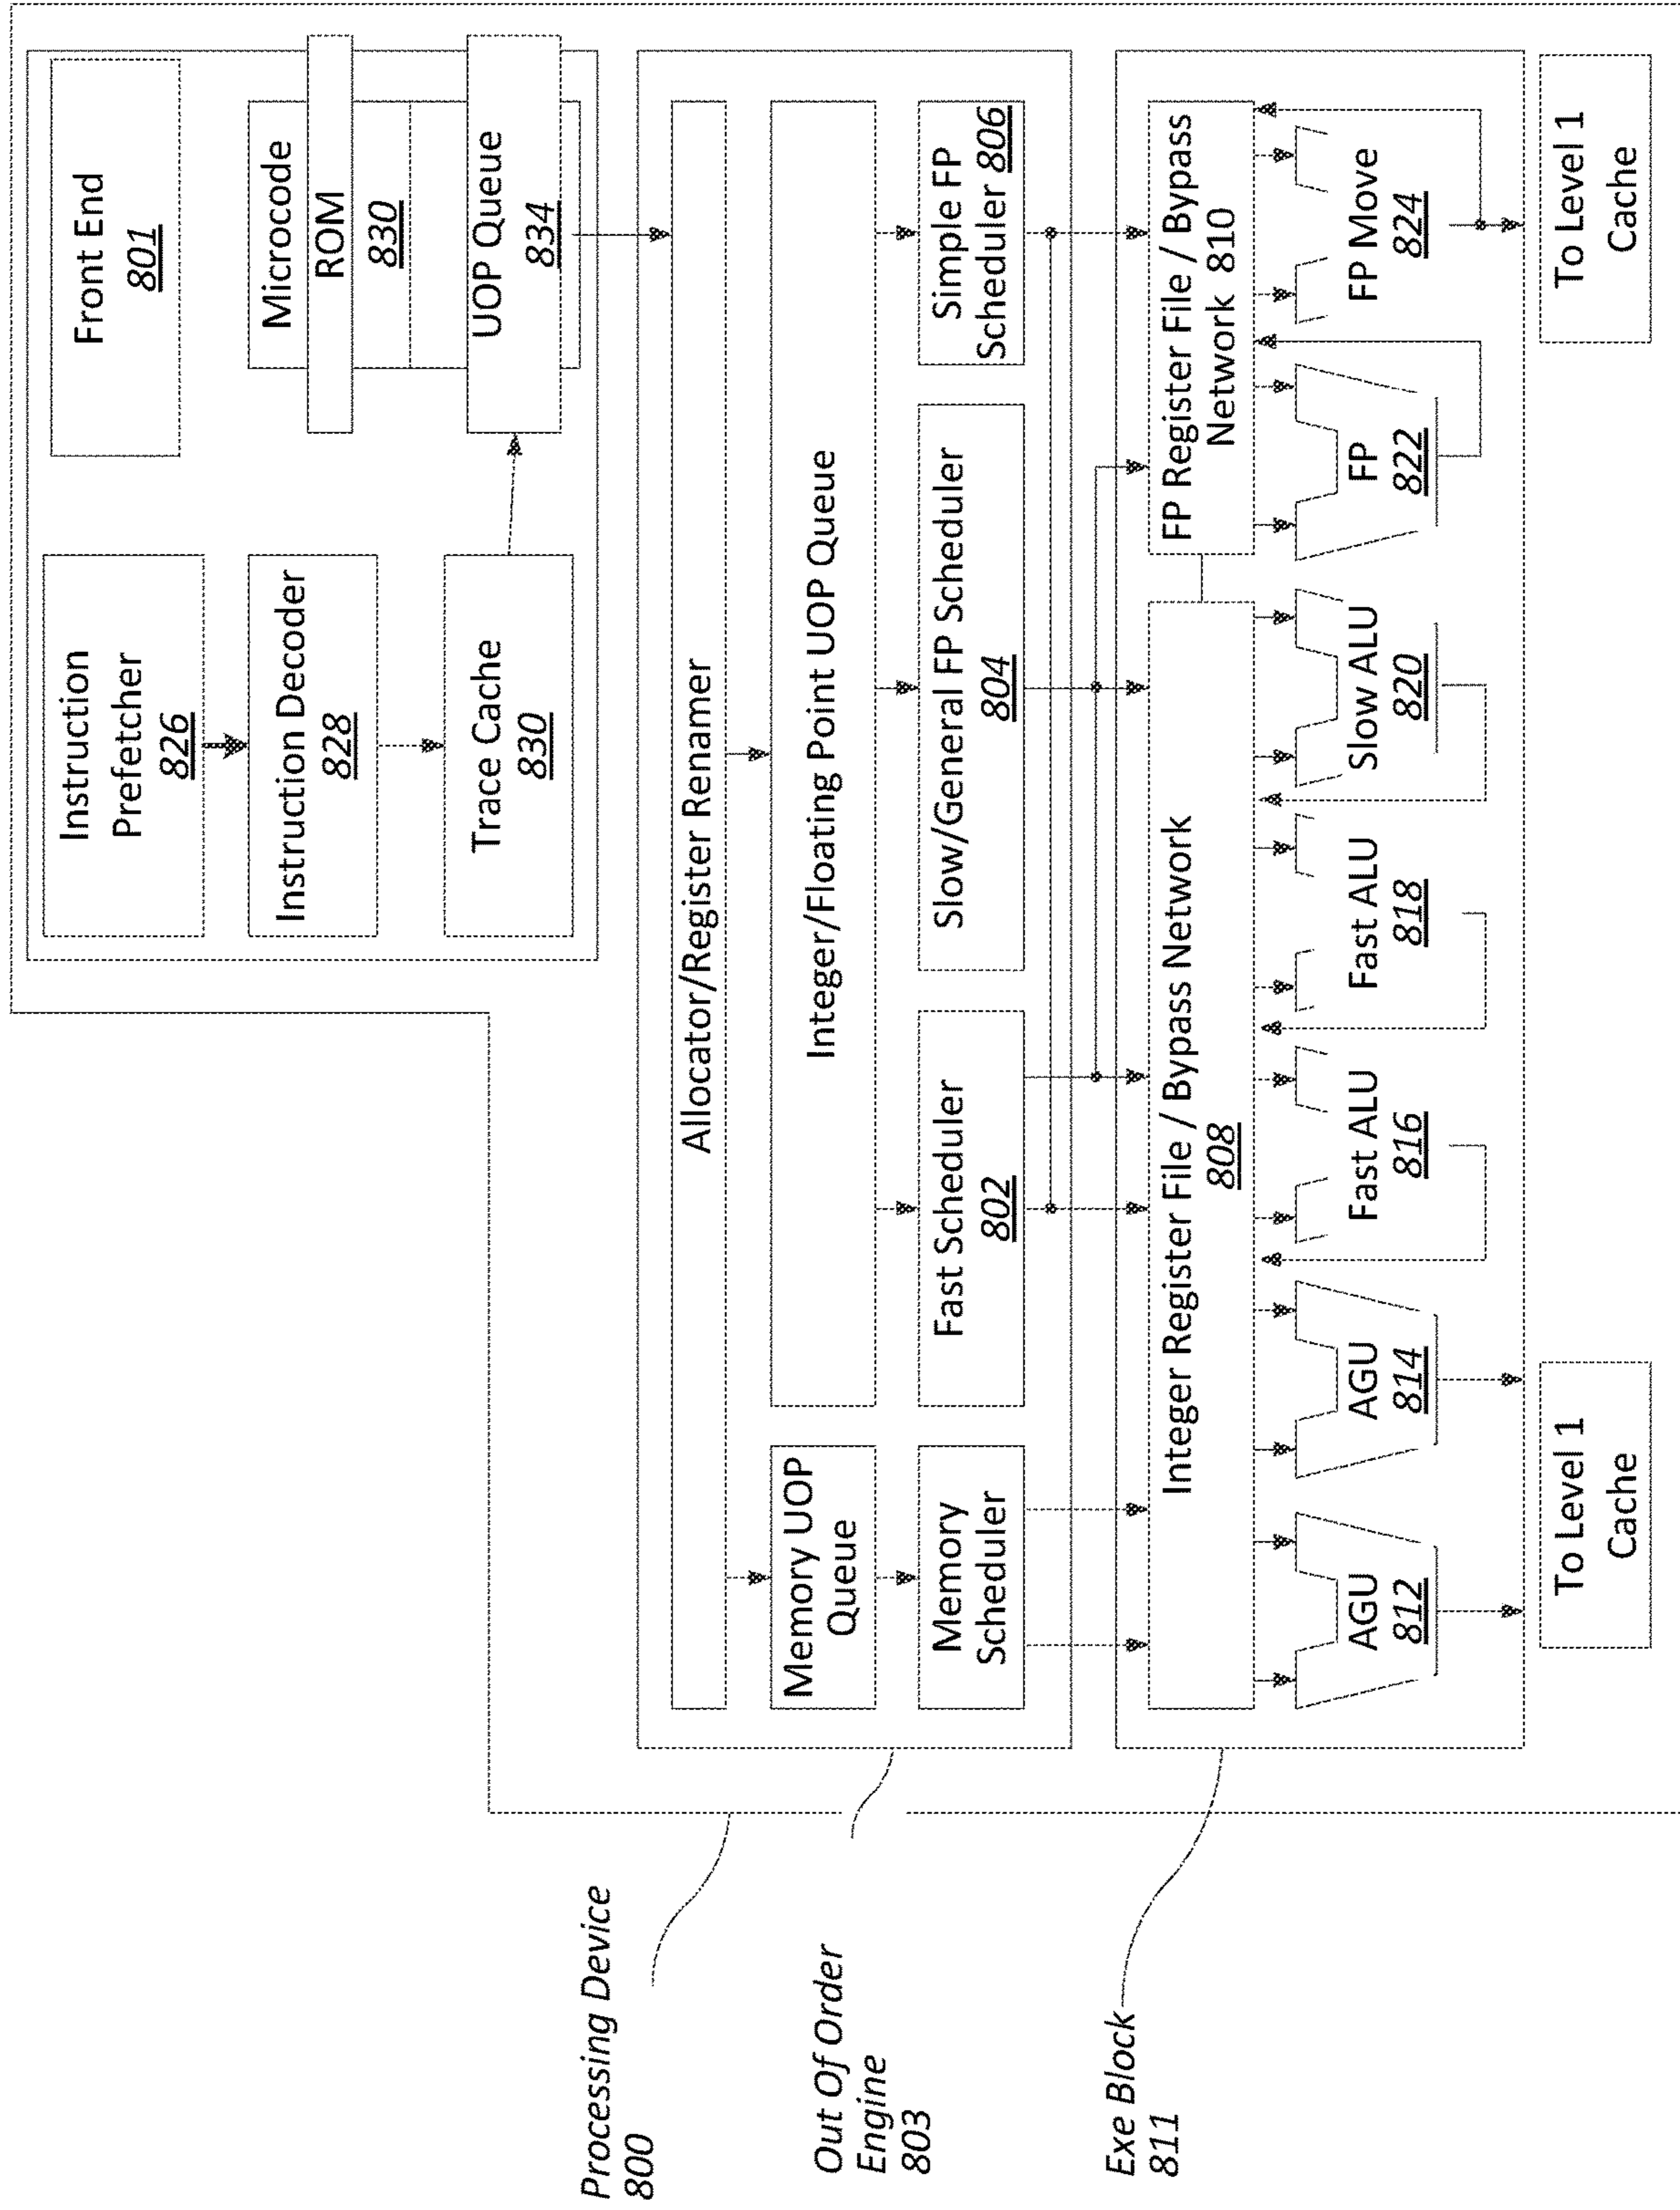 Instruction
Prefetcher
826
Front End
801
Instruction Decoder
828
Microcode
ROM
830
Trace Cache
830
UOP Queue
834
Processing Device
800
Allocator/Register Renamer
Memory UOP
Queue
Integer/Floating Point UOP Queue
Out Of Order
Engine
803
Memory
Scheduler
Fast Scheduler
802
Slow/General FP Scheduler
804
Simple FP
Scheduler 806
Exe Block
811
Integer Register File / Bypass Network
808
FP Register File / Bypass
Network 810
AGU
812
AGU
814
Fast ALU
816
Fast ALU
818
Slow ALU
820
FP
822
FP Move
824
To Level 1
Cache
To Level 1
Cache